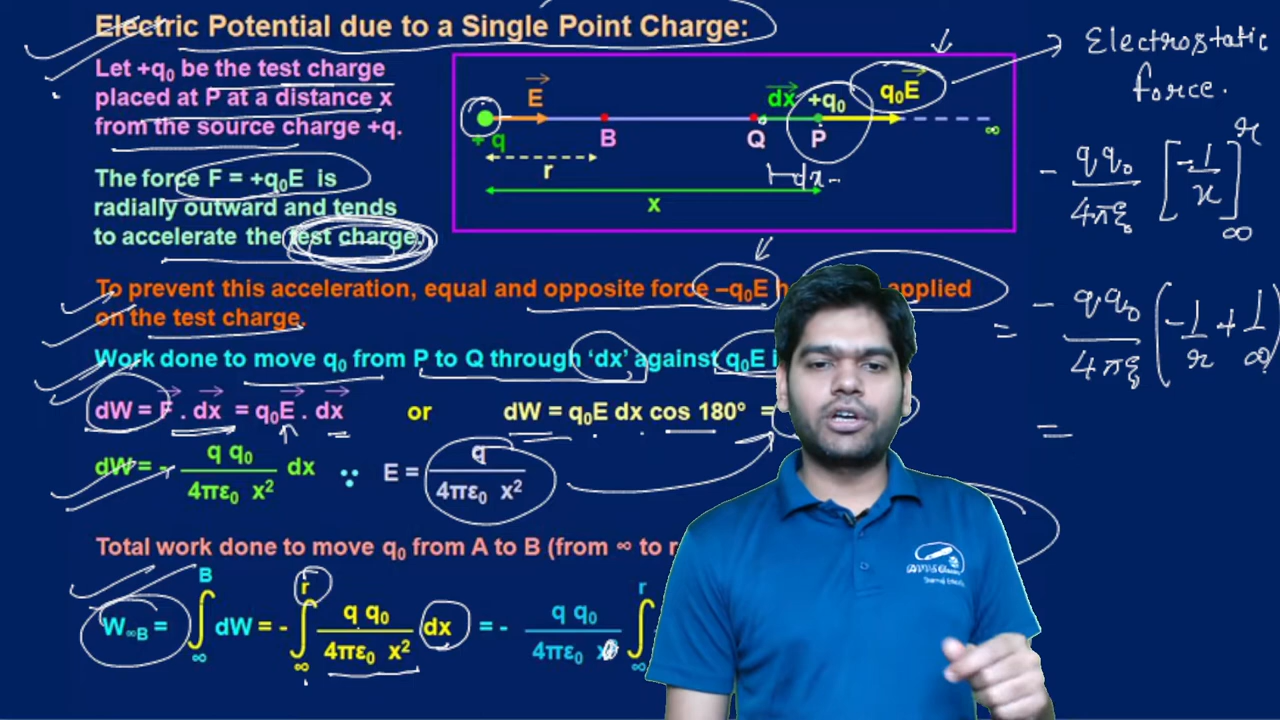 Electric Potential due to a Single Point Charge:
Let +q₀ be the test charge
placed at P at a distance x
from the source charge +q.
The force F = +q₀E is
radially outward and tends
to accelerate the test charge.
E dx +q₀ q₀E
+ q B Q P ∞
r dx
x
Electrostatic
force.
- q q₀ / 4πε₀ [-1/x] r ∞
To prevent this acceleration, equal and opposite force –q₀E applied
on the test charge.
= - q q₀ / 4πε₀ (-1/r + 1/∞)
=
Work done to move q₀ from P to Q through ‘dx’ against q₀E
dW = F . dx = q₀E . dx or dW = q₀E dx cos 180° =
dW = - q q₀ / 4πε₀ x² dx ∵ E = q / 4πε₀ x²
Total work done to move q₀ from A to B (from ∞ to r
W∞B = ∫ B ∞ dW = - ∫ r ∞ q q₀ / 4πε₀ x² dx = - q q₀ / 4πε₀ ∫ r ∞